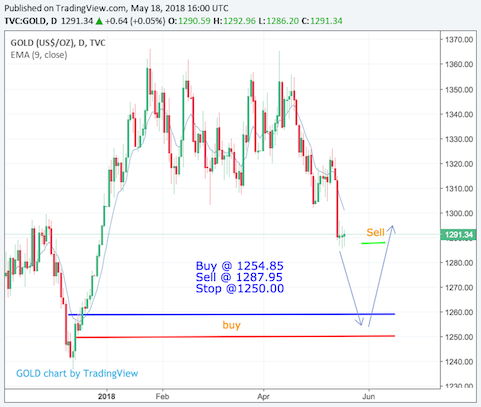 Published on TradingView.com, May 18, 2018 16:00 UTC
TVC:GOLD, D 1291.34 ▲ +0.64 (+0.05%) O:1290.59 H:1292.96 L:1286.20 C:1291.34
GOLD (US$/OZ), D, TVC
EMA (9, close)
1370.00
1360.00
1350.00
1340.00
1330.00
1320.00
1310.00
1300.00
1291.34
1290.00
1280.00
1270.00
1260.00
1250.00
1240.00
1230.00
Sell
Buy @ 1254.85
Sell @ 1287.95
Stop @1250.00
buy
GOLD chart by TradingView
2018 Feb Apr Jun